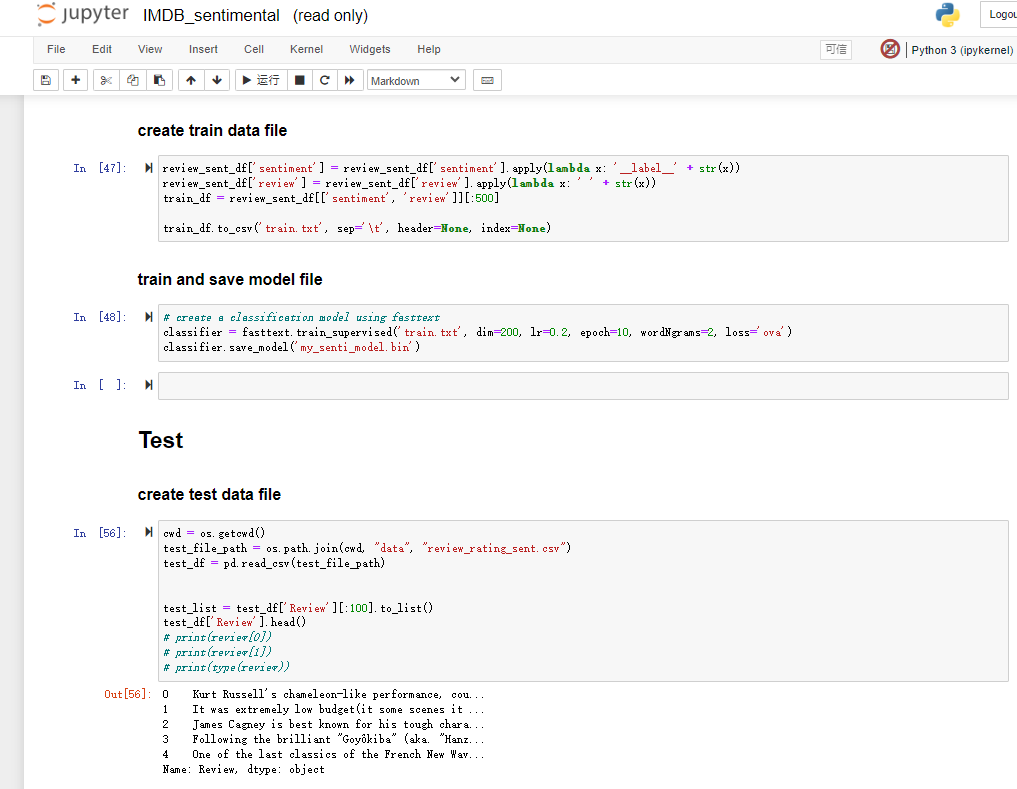 jupyter IMDB_sentimental (read only)
Logou
File Edit View Insert Cell Kernel Widgets Help
可信
Python 3 (ipykernel)
运行
Markdown
create train data file
In [47]:
review_sent_df['sentiment'] = review_sent_df['sentiment'].apply(lambda x: '__label__' + str(x))
review_sent_df['review'] = review_sent_df['review'].apply(lambda x: ' ' + str(x))
train_df = review_sent_df[['sentiment', 'review']][:500]
train_df.to_csv('train.txt', sep='\t', header=None, index=None)
train and save model file
In [48]:
# create a classification model using fasttext
classifier = fasttext.train_supervised('train.txt', dim=200, lr=0.2, epoch=10, wordNgrams=2, loss='ova')
classifier.save_model('my_senti_model.bin')
In [ ]:
Test
create test data file
In [56]:
cwd = os.getcwd()
test_file_path = os.path.join(cwd, "data", "review_rating_sent.csv")
test_df = pd.read_csv(test_file_path)
test_list = test_df['Review'][:100].to_list()
test_df['Review'].head()
# print(review[0])
# print(review[1])
# print(type(review))
Out[56]:
0 Kurt Russell's chameleon-like performance, cou...
1 It was extremely low budget(it some scenes it ...
2 James Cagney is best known for his tough chara...
3 Following the brilliant "Goyôkiba" (aka. "Hanz...
4 One of the last classics of the French New Wav...
Name: Review, dtype: object